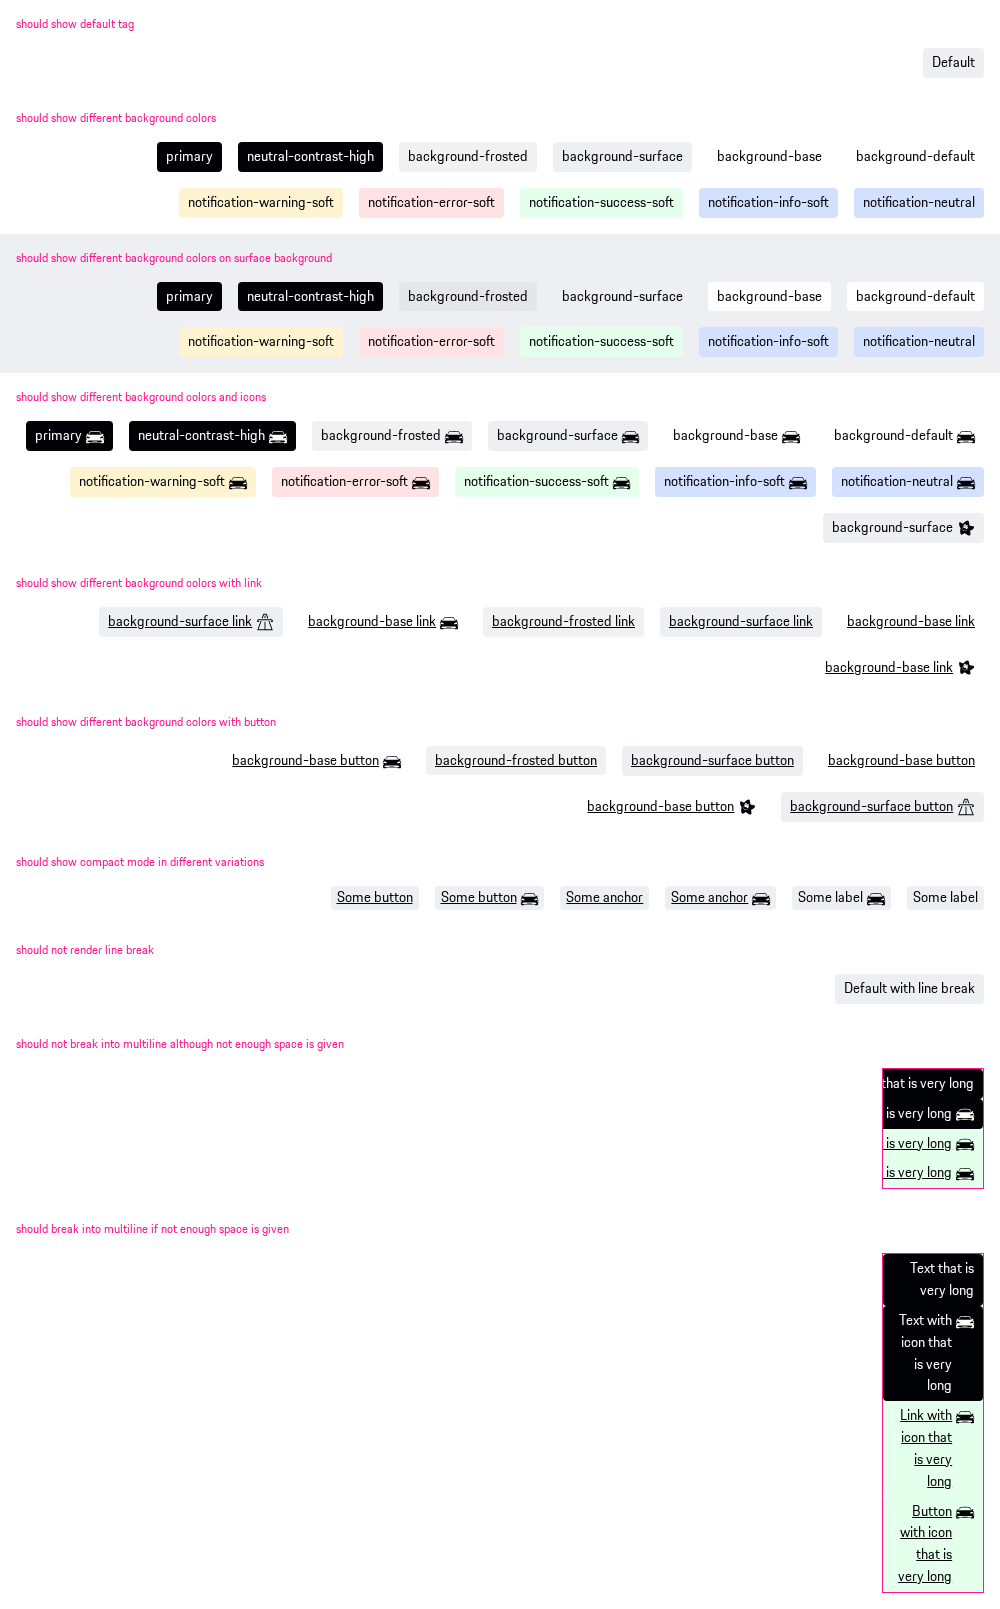 should show default tag
Default
should show different background colors
primary neutral-contrast-high background-frosted background-surface background-base background-default
notification-warning-soft notification-error-soft notification-success-soft notification-info-soft notification-neutral
should show different background colors on surface background
primary neutral-contrast-high background-frosted background-surface background-base background-default
notification-warning-soft notification-error-soft notification-success-soft notification-info-soft notification-neutral
should show different background colors and icons
primary neutral-contrast-high background-frosted background-surface background-base background-default
notification-warning-soft notification-error-soft notification-success-soft notification-info-soft notification-neutral
background-surface
should show different background colors with link
background-surface link background-base link background-frosted link background-surface link background-base link
background-base link
should show different background colors with button
background-base button background-frosted button background-surface button background-base button
background-base button background-surface button
should show compact mode in different variations
Some button Some button Some anchor Some anchor Some label Some label
should not render line break
Default with line break
should not break into multiline although not enough space is given
that is very long
is very long
is very long
is very long
should break into multiline if not enough space is given
Text that is
very long
Text with
icon that
is very
long
Link with
icon that
is very
long
Button
with icon
that is
very long